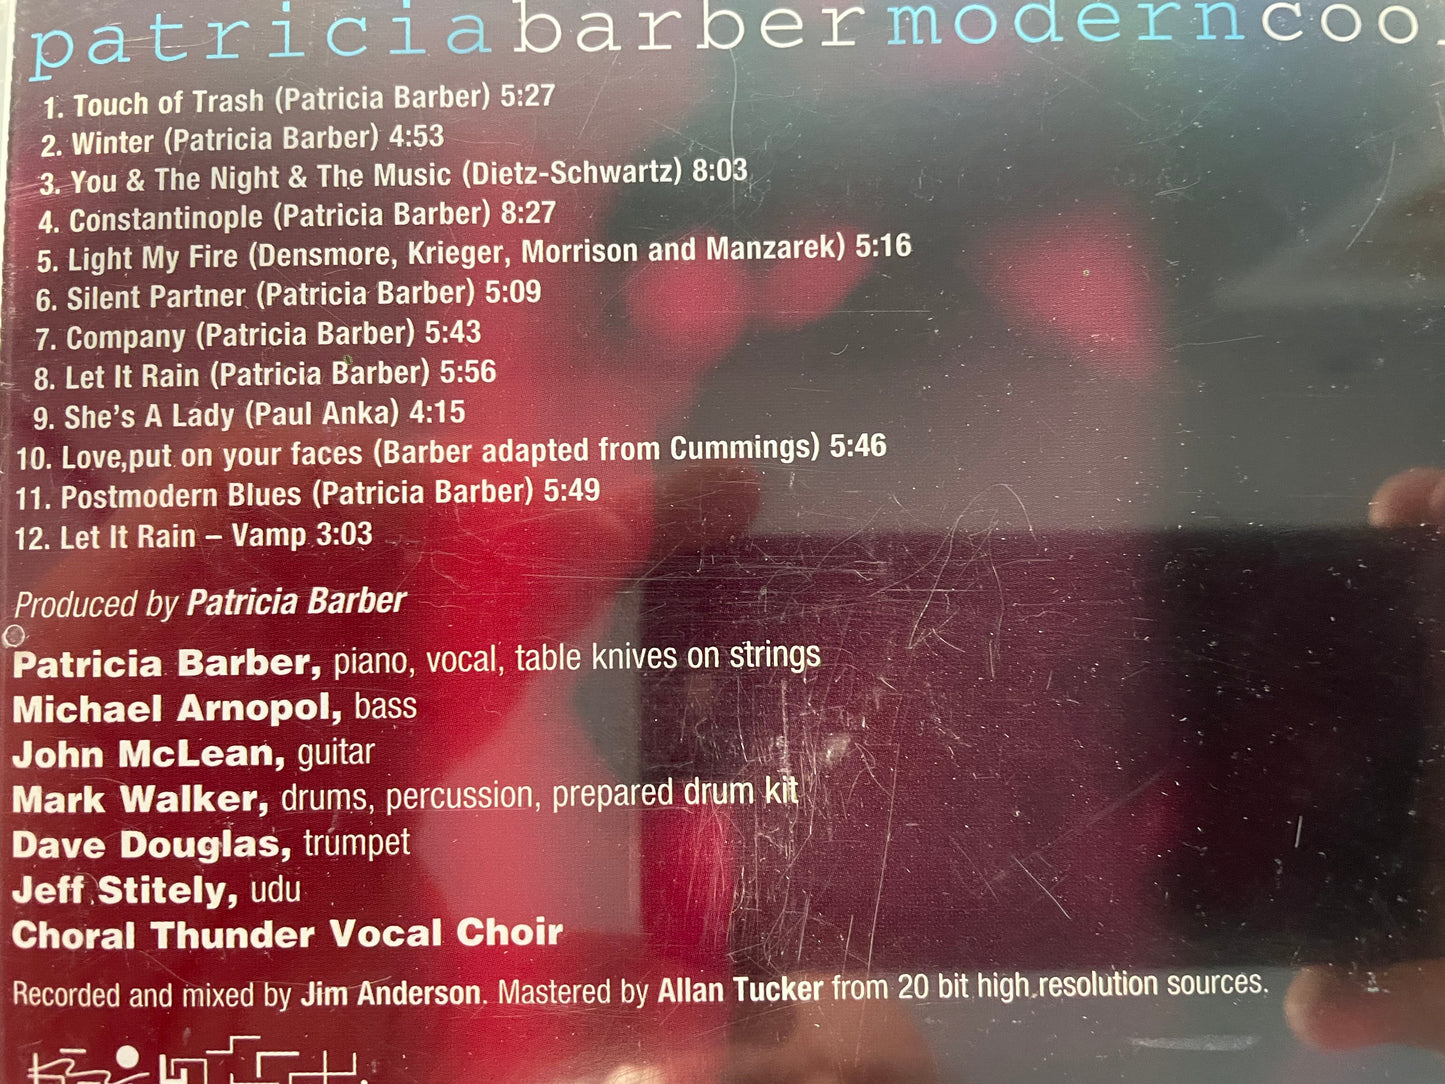 patriciabarbermoderncool
1. Touch of Trash (Patricia Barber) 5:27
2. Winter (Patricia Barber) 4:53
3. You & The Night & The Music (Dietz-Schwartz) 8:03
4. Constantinople (Patricia Barber) 8:27
5. Light My Fire (Densmore, Krieger, Morrison and Manzarek) 5:16
6. Silent Partner (Patricia Barber) 5:09
7. Company (Patricia Barber) 5:43
8. Let It Rain (Patricia Barber) 5:56
9. She's A Lady (Paul Anka) 4:15
10. Love,put on your faces (Barber adapted from Cummings) 5:46
11. Postmodern Blues (Patricia Barber) 5:49
12. Let It Rain – Vamp 3:03
Produced by Patricia Barber
Patricia Barber, piano, vocal, table knives on strings
Michael Arnopol, bass
John McLean, guitar
Mark Walker, drums, percussion, prepared drum kit
Dave Douglas, trumpet
Jeff Stitely, udu
Choral Thunder Vocal Choir
Recorded and mixed by Jim Anderson. Mastered by Allan Tucker from 20 bit high resolution sources.